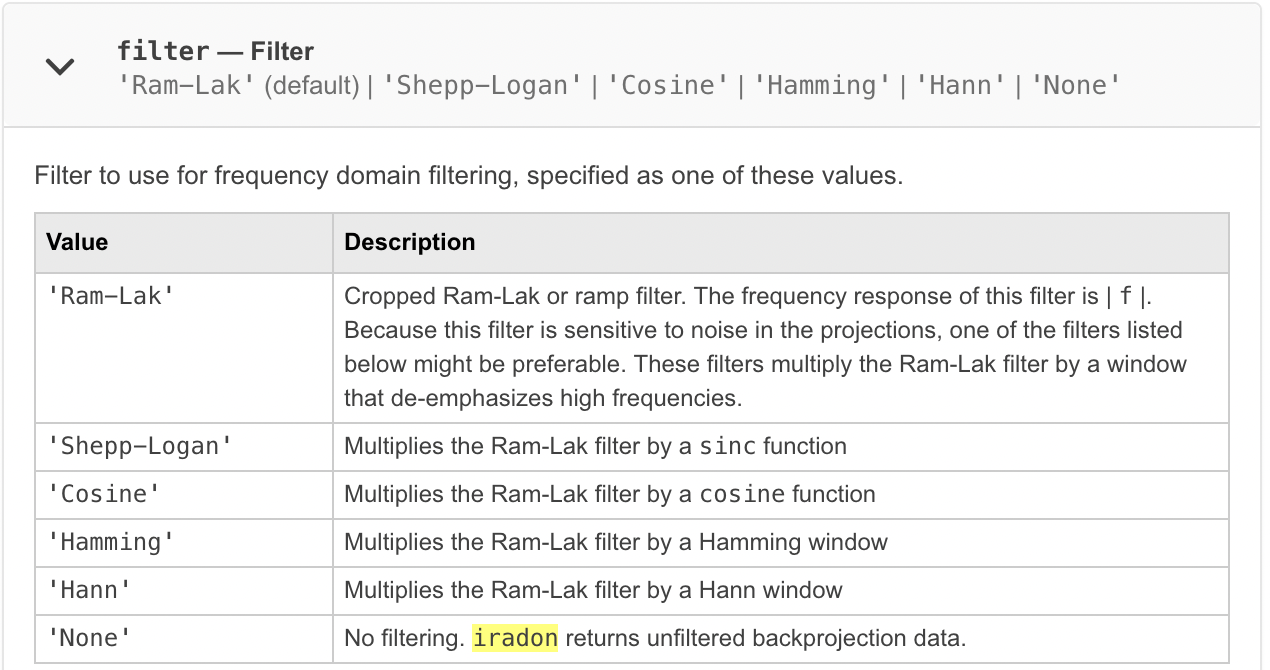 filter — Filter
'Ram-Lak' (default) | 'Shepp-Logan' | 'Cosine' | 'Hamming' | 'Hann' | 'None'
Filter to use for frequency domain filtering, specified as one of these values.
Value Description
'Ram-Lak' Cropped Ram-Lak or ramp filter. The frequency response of this filter is | f |.
Because this filter is sensitive to noise in the projections, one of the filters listed
below might be preferable. These filters multiply the Ram-Lak filter by a window
that de-emphasizes high frequencies.
'Shepp-Logan' Multiplies the Ram-Lak filter by a sinc function
'Cosine' Multiplies the Ram-Lak filter by a cosine function
'Hamming' Multiplies the Ram-Lak filter by a Hamming window
'Hann' Multiplies the Ram-Lak filter by a Hann window
'None' No filtering. iradon returns unfiltered backprojection data.